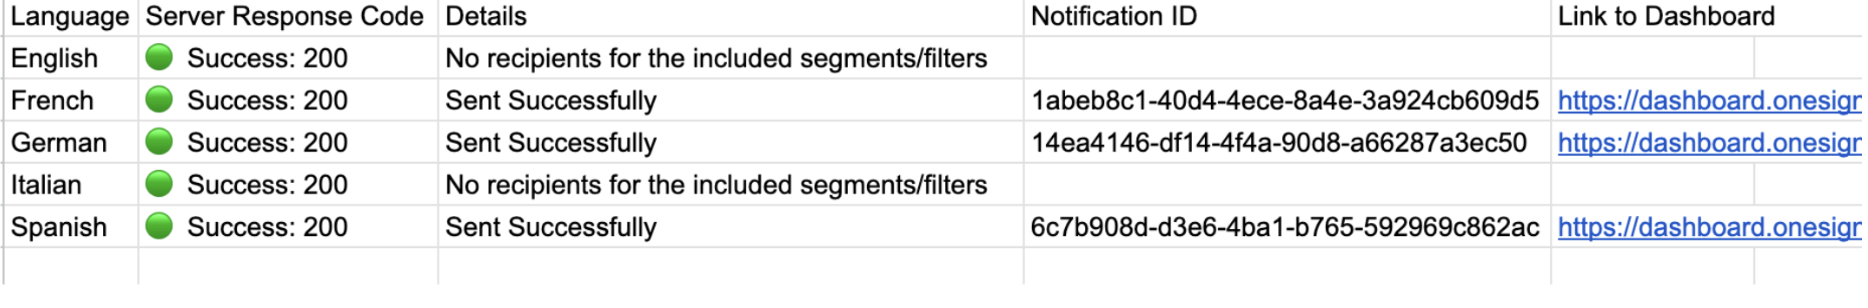 Language Server Response Code Details Notification ID Link to Dashboard
English Success: 200 No recipients for the included segments/filters
French Success: 200 Sent Successfully 1abeb8c1-40d4-4ece-8a4e-3a924cb609d5 https://dashboard.onesign
German Success: 200 Sent Successfully 14ea4146-df14-4f4a-90d8-a66287a3ec50 https://dashboard.onesign
Italian Success: 200 No recipients for the included segments/filters
Spanish Success: 200 Sent Successfully 6c7b908d-d3e6-4ba1-b765-592969c862ac https://dashboard.onesign